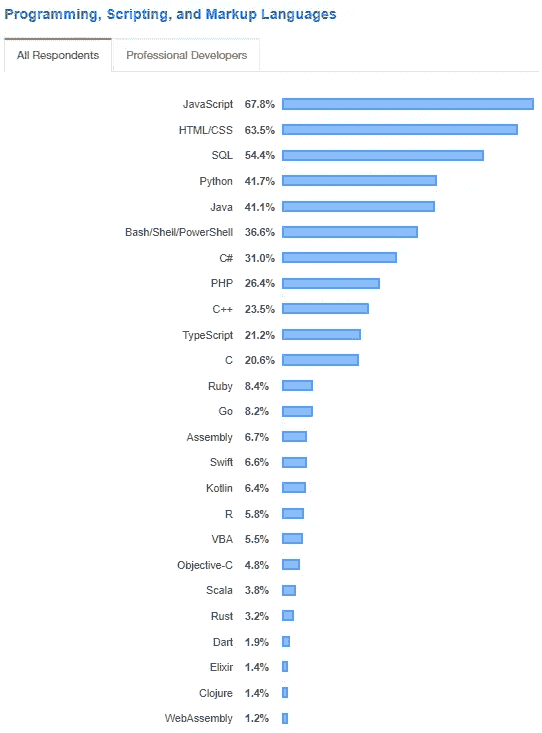 Programming, Scripting, and Markup Languages
All Respondents Professional Developers
JavaScript 67.8%
HTML/CSS 63.5%
SQL 54.4%
Python 41.7%
Java 41.1%
Bash/Shell/PowerShell 36.6%
C# 31.0%
PHP 26.4%
C++ 23.5%
TypeScript 21.2%
C 20.6%
Ruby 8.4%
Go 8.2%
Assembly 6.7%
Swift 6.6%
Kotlin 6.4%
R 5.8%
VBA 5.5%
Objective-C 4.8%
Scala 3.8%
Rust 3.2%
Dart 1.9%
Elixir 1.4%
Clojure 1.4%
WebAssembly 1.2%